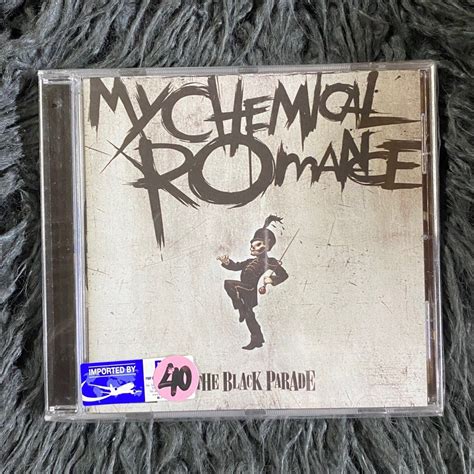 MY CHEMICAL
ROMANCE
THE BLACK PARADE
IMPORTED BY
40